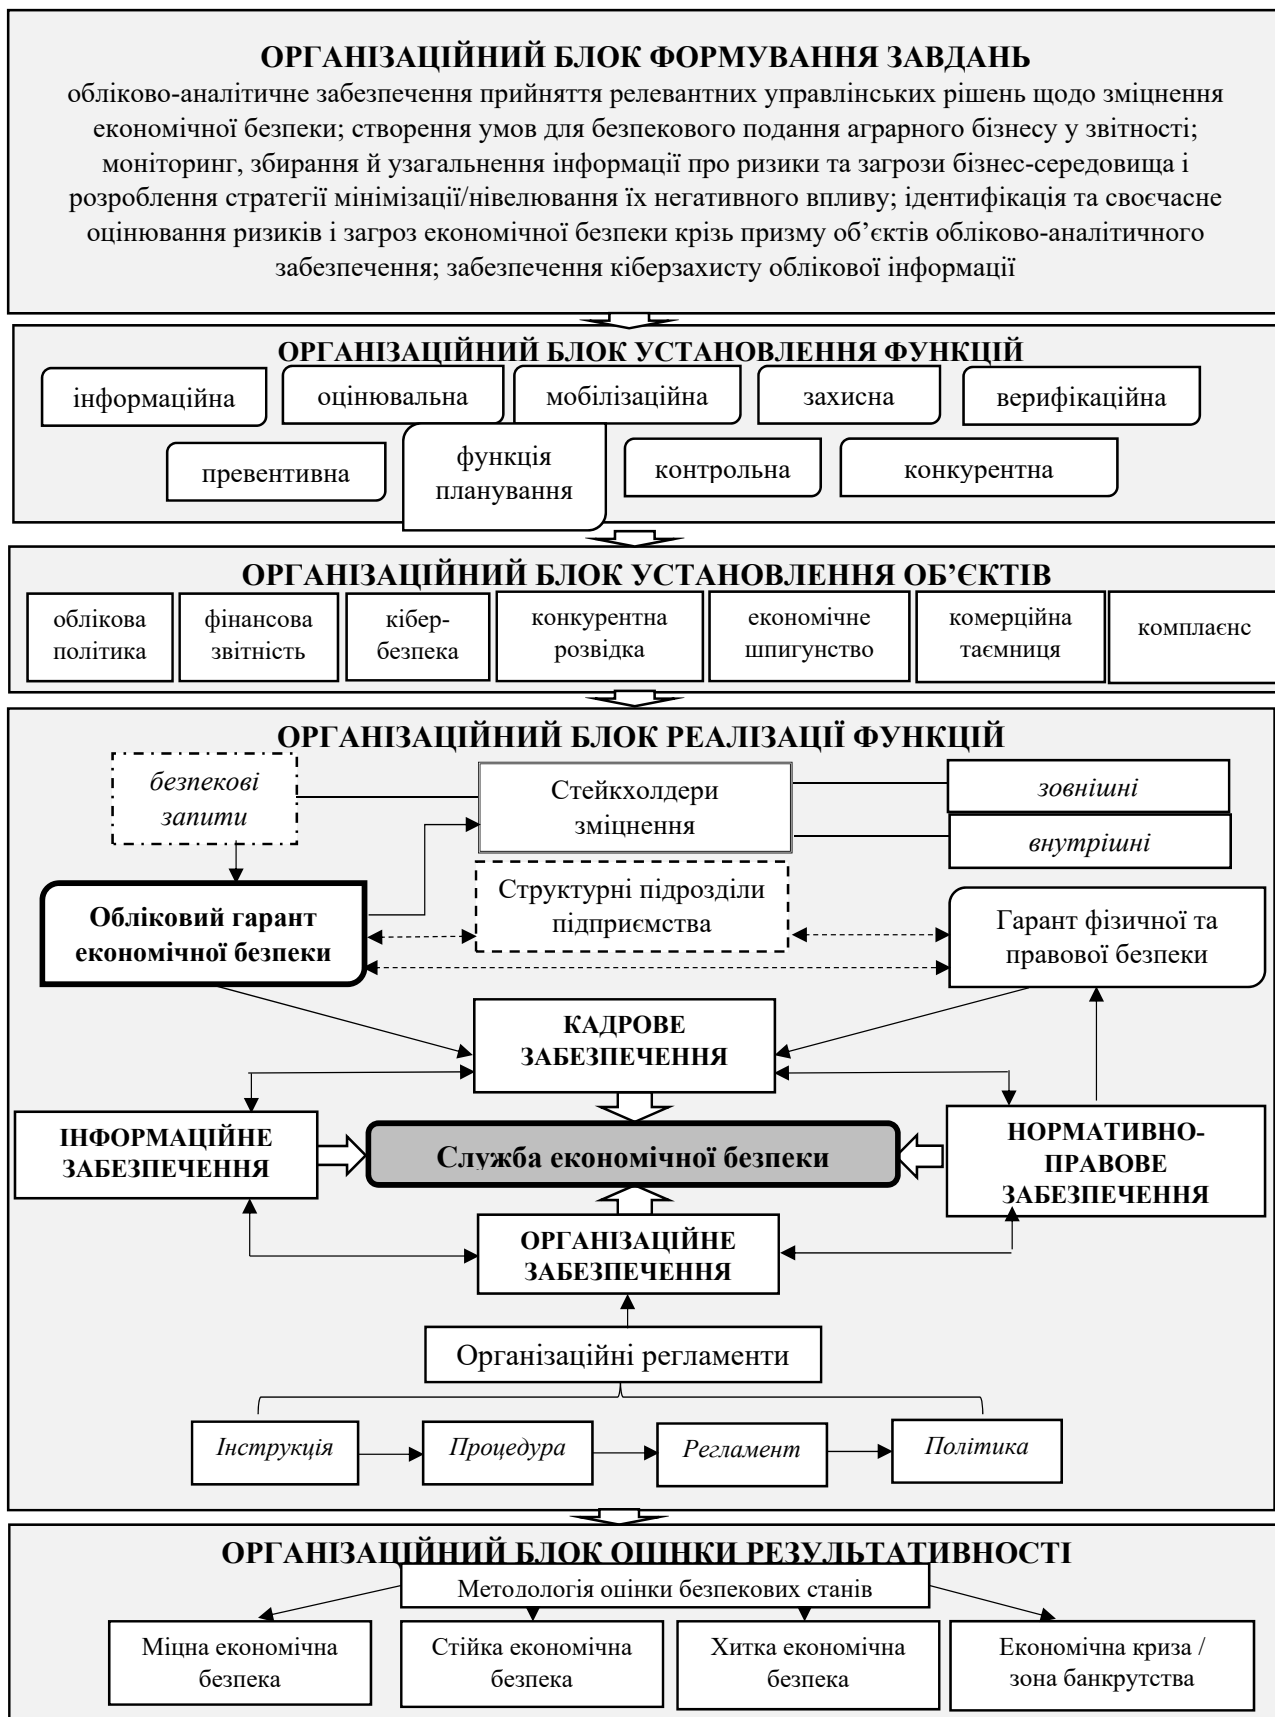 ОРГАНІЗАЦІЙНИЙ БЛОК ФОРМУВАННЯ ЗАВДАНЬ
обліково-аналітичне забезпечення прийняття релевантних управлінських рішень щодо зміцнення
економічної безпеки; створення умов для безпекового подання аграрного бізнесу у звітності;
моніторинг, збирання й узагальнення інформації про ризики та загрози бізнес-середовища і
розроблення стратегії мінімізації/нівелювання їх негативного впливу; ідентифікація та своєчасне
оцінювання ризиків і загроз економічної безпеки крізь призму об’єктів обліково-аналітичного
забезпечення; забезпечення кіберзахисту облікової інформації
ОРГАНІЗАЦІЙНИЙ БЛОК УСТАНОВЛЕННЯ ФУНКЦІЙ
інформаційна
оцінювальна
мобілізаційна
захисна
верифікаційна
превентивна
функція
планування
контрольна
конкурентна
ОРГАНІЗАЦІЙНИЙ БЛОК УСТАНОВЛЕННЯ ОБ’ЄКТІВ
облікова
політика
фінансова
звітність
кібер-
безпека
конкурентна
розвідка
економічне
шпигунство
комерційна
таємниця
комплаєнс
ОРГАНІЗАЦІЙНИЙ БЛОК РЕАЛІЗАЦІЇ ФУНКЦІЙ
безпекові
запити
Стейкхолдери
зміцнення
зовнішні
внутрішні
Структурні підрозділи
підприємства
Обліковий гарант
економічної безпеки
Гарант фізичної та
правової безпеки
КАДРОВЕ
ЗАБЕЗПЕЧЕННЯ
ІНФОРМАЦІЙНЕ
ЗАБЕЗПЕЧЕННЯ
Служба економічної безпеки
НОРМАТИВНО-
ПРАВОВЕ
ЗАБЕЗПЕЧЕННЯ
ОРГАНІЗАЦІЙНЕ
ЗАБЕЗПЕЧЕННЯ
Організаційні регламенти
Інструкція
Процедура
Регламент
Політика
ОРГАНІЗАЦІЙНИЙ БЛОК ОЦІНКИ РЕЗУЛЬТАТИВНОСТІ
Методологія оцінки безпекових станів
Міцна економічна
безпека
Стійка економічна
безпека
Хитка економічна
безпека
Економічна криза /
зона банкрутства